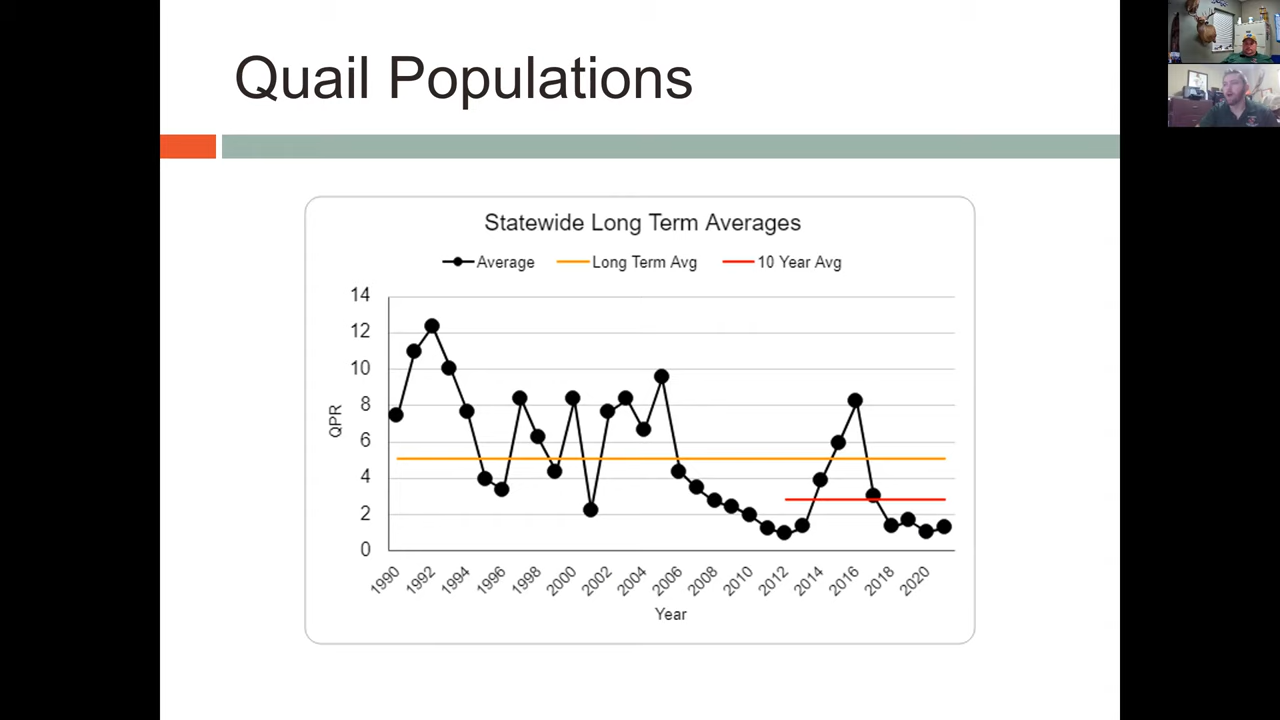 Quail Populations
Statewide Long Term Averages
Average Long Term Avg 10 Year Avg
14
12
10
8
6
4
2
0
QPR
1990 1992 1994 1996 1998 2000 2002 2004 2006 2008 2010 2012 2014 2016 2018 2020
Year